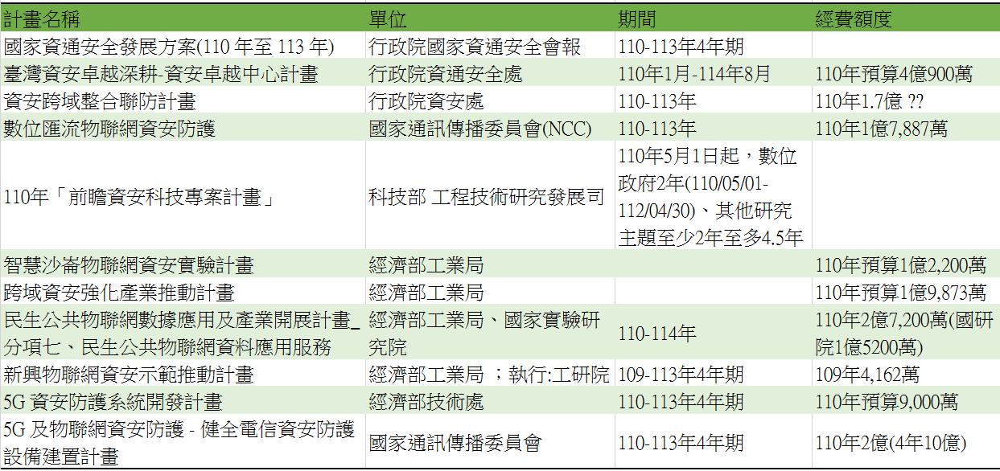 計畫名稱 單位 期間 經費額度
國家資通安全發展方案(110 年至 113 年) 行政院國家資通安全會報 110-113年4年期
臺灣資安卓越深耕-資安卓越中心計畫 行政院資通安全處 110年1月-114年8月 110年預算4億900萬
資安跨域整合聯防計畫 行政院資安處 110-113年 110年1.7億 ??
數位匯流物聯網資安防護 國家通訊傳播委員會(NCC) 110-113年 110年1億7,887萬
110年「前瞻資安科技專案計畫」 科技部 工程技術研究發展司
110年5月1日起，數位
政府2年(110/05/01-
112/04/30)、其他研究
主題至少2年至多4.5年
智慧沙崙物聯網資安實驗計畫 經濟部工業局 110年預算1億2,200萬
跨域資安強化產業推動計畫 經濟部工業局 110年預算1億9,873萬
民生公共物聯網數據應用及產業開展計畫_
分項七、民生公共物聯網資料應用服務
經濟部工業局、國家實驗研
究院
110-114年
110年2億7,200萬(國研
院1億5200萬)
新興物聯網資安示範推動計畫 經濟部工業局 ；執行:工研院 109-113年4年期 109年4,162萬
5G 資安防護系統開發計畫 經濟部技術處 110-113年4年期 110年預算9,000萬
5G 及物聯網資安防護 - 健全電信資安防護
設備建置計畫
國家通訊傳播委員會 110-113年4年期 110年2億(4年10億)